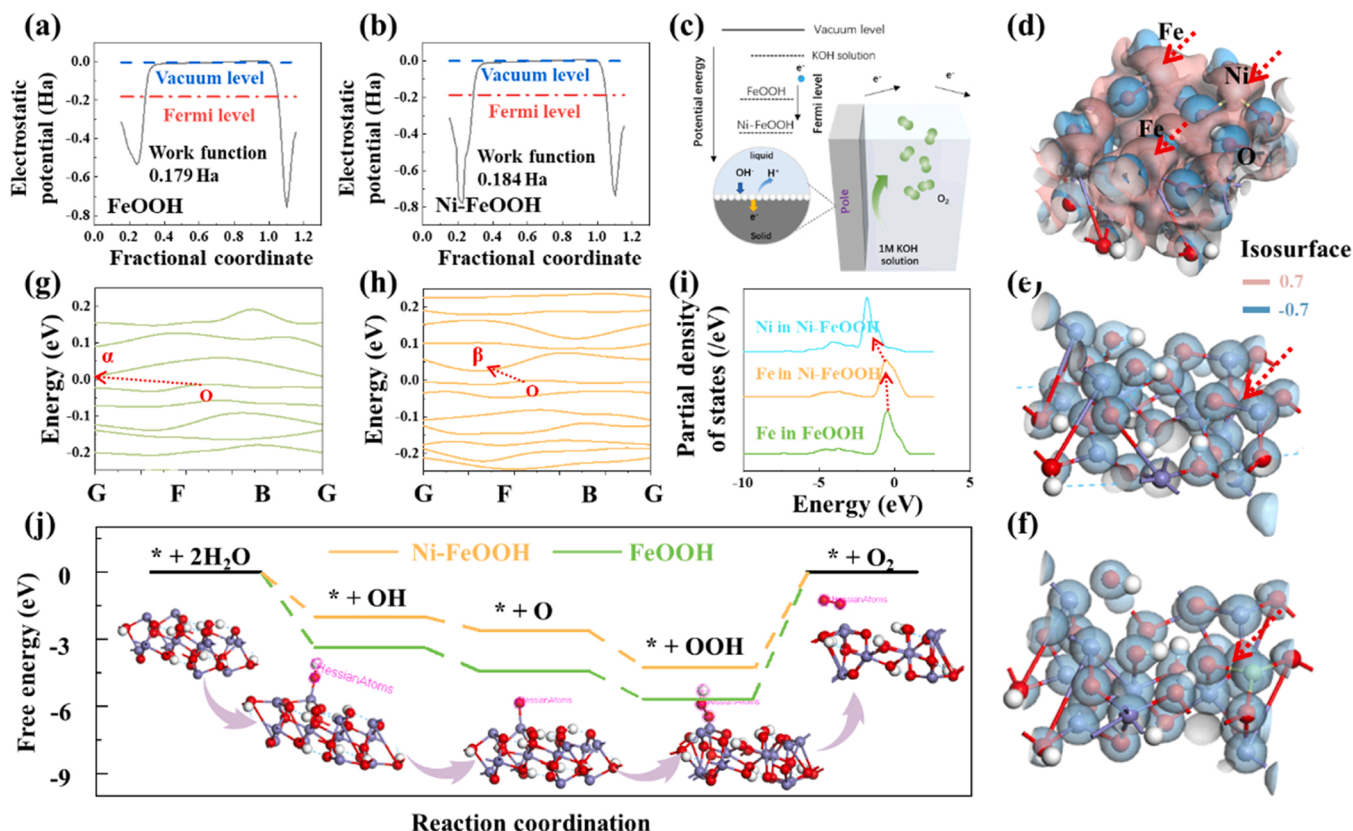 (a)
Electrostatic
potential (Ha)
0.0
-0.2
-0.4
-0.6
-0.8
Vacuum level
Fermi level
Work function
0.179 Ha
FeOOH
0.0 0.2 0.4 0.6 0.8 1.0 1.2 1.4
Fractional coordinate
(b)
Electrostatic
potential (Ha)
0.0
-0.2
-0.4
-0.6
-0.8
Vacuum level
Fermi level
Work function
0.184 Ha
Ni-FeOOH
0.0 0.2 0.4 0.6 0.8 1.0 1.2 1.4
Fractional coordinate
(c)
Vacuum level
KOH solution
e-
FeOOH
Ni-FeOOH
Potential energy
Fermi level
e-
e-
liquid
OH-
H+
e-
Solid
Pole
O2
1M KOH
solution
(d)
Fe
Ni
Fe
O
Isosurface
0.7
-0.7
(e)
(f)
(g)
Energy (eV)
0.2
0.1
0.0
-0.1
-0.2
α
O
G F B G
(h)
Energy (eV)
0.2
0.1
0.0
-0.1
-0.2
β
O
G F B G
(i)
Partial density
of states (/eV)
Ni in Ni-FeOOH
Fe in Ni-FeOOH
Fe in FeOOH
-10 -5 0 5
Energy (eV)
(j)
Free energy (eV)
0
-3
-6
-9
Ni-FeOOH
FeOOH
* + 2H2O
* + OH
* + O
* + OOH
* + O2
HessianAtoms
HessianAtoms
HessianAtoms
HessianAtoms
Reaction coordination